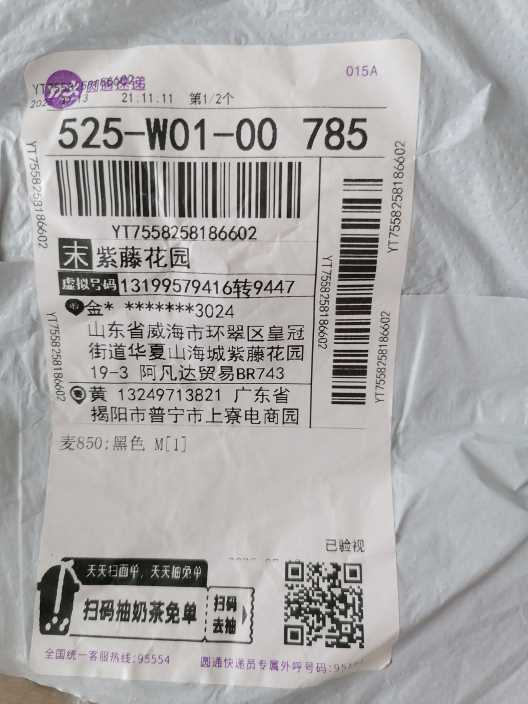 015A
圆通速递
21.11.11 第1/2个
525-W01-00 785
YT7558258186602
YT7558258186602
末 紫藤花园
虚拟号码 13199579416转9447
金* *******3024
山东省威海市环翠区皇冠
街道华夏山海城紫藤花园
19-3 阿凡达贸易BR743
黄 13249713821 广东省
揭阳市普宁市上寮电商园
YT7558258186602
YT7558258186602
YT7558258186602
YT7558258186602
麦850;黑色 M[1]
已验视
天天扫面单,天天抽免单
扫码抽奶茶免单
扫码
去抽
全国统一客服热线:95554
圆通快递员专属外呼号码: